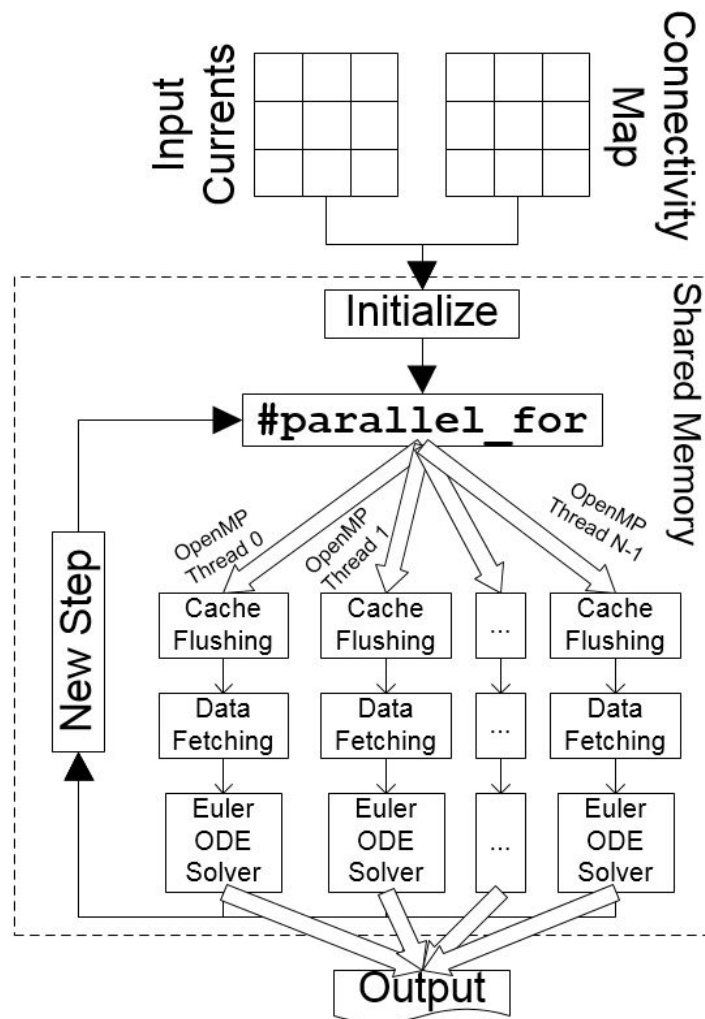 Input
Currents
Connectivity
Map
Shared Memory
Initialize
#parallel_for
New Step
OpenMP
Thread 0
OpenMP
Thread 1
OpenMP
Thread N-1
Cache
Flushing
Cache
Flushing
...
Cache
Flushing
Data
Fetching
Data
Fetching
...
Data
Fetching
Euler
ODE
Solver
Euler
ODE
Solver
...
Euler
ODE
Solver
Output